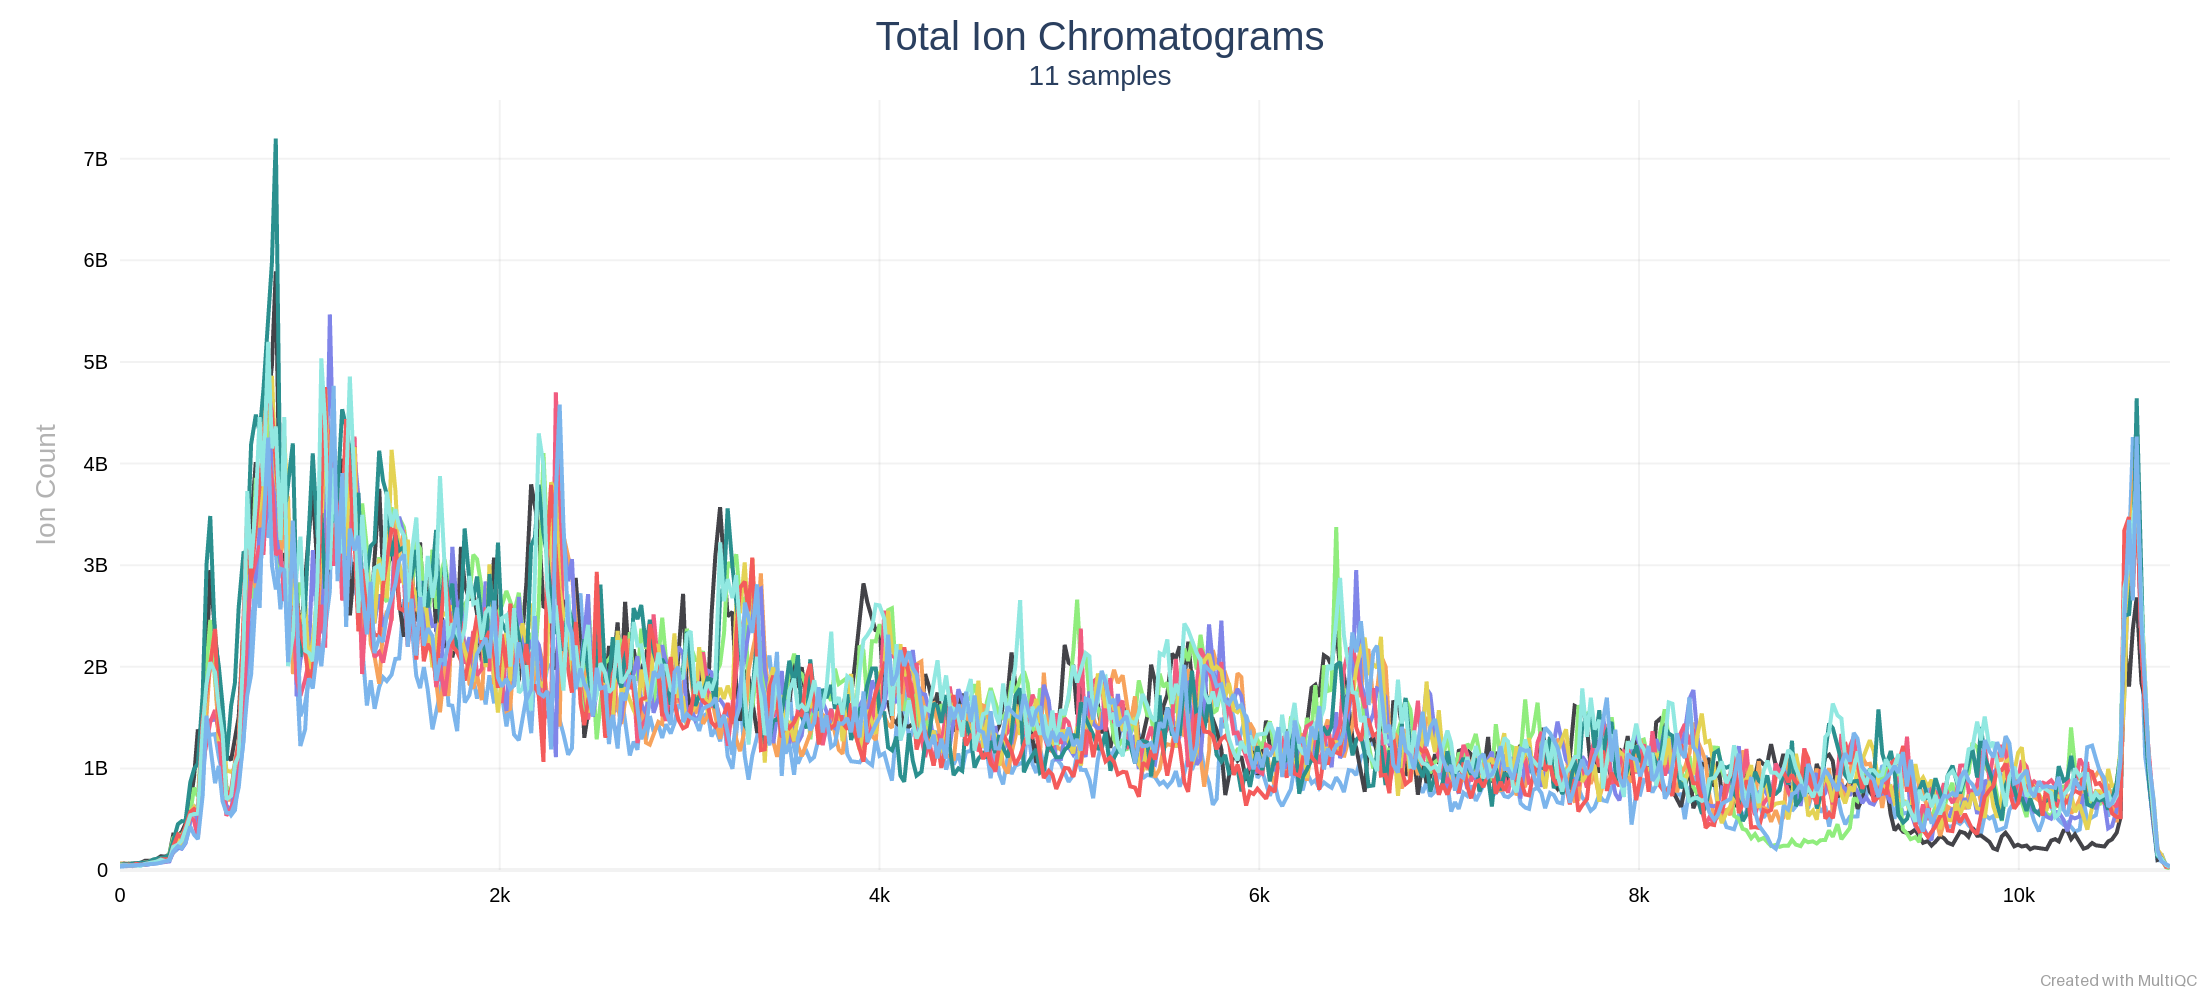 Total Ion Chromatograms
11 samples
Ion Count
7B
6B
5B
4B
3B
2B
1B
0
0 2k 4k 6k 8k 10k
Created with MultiQC